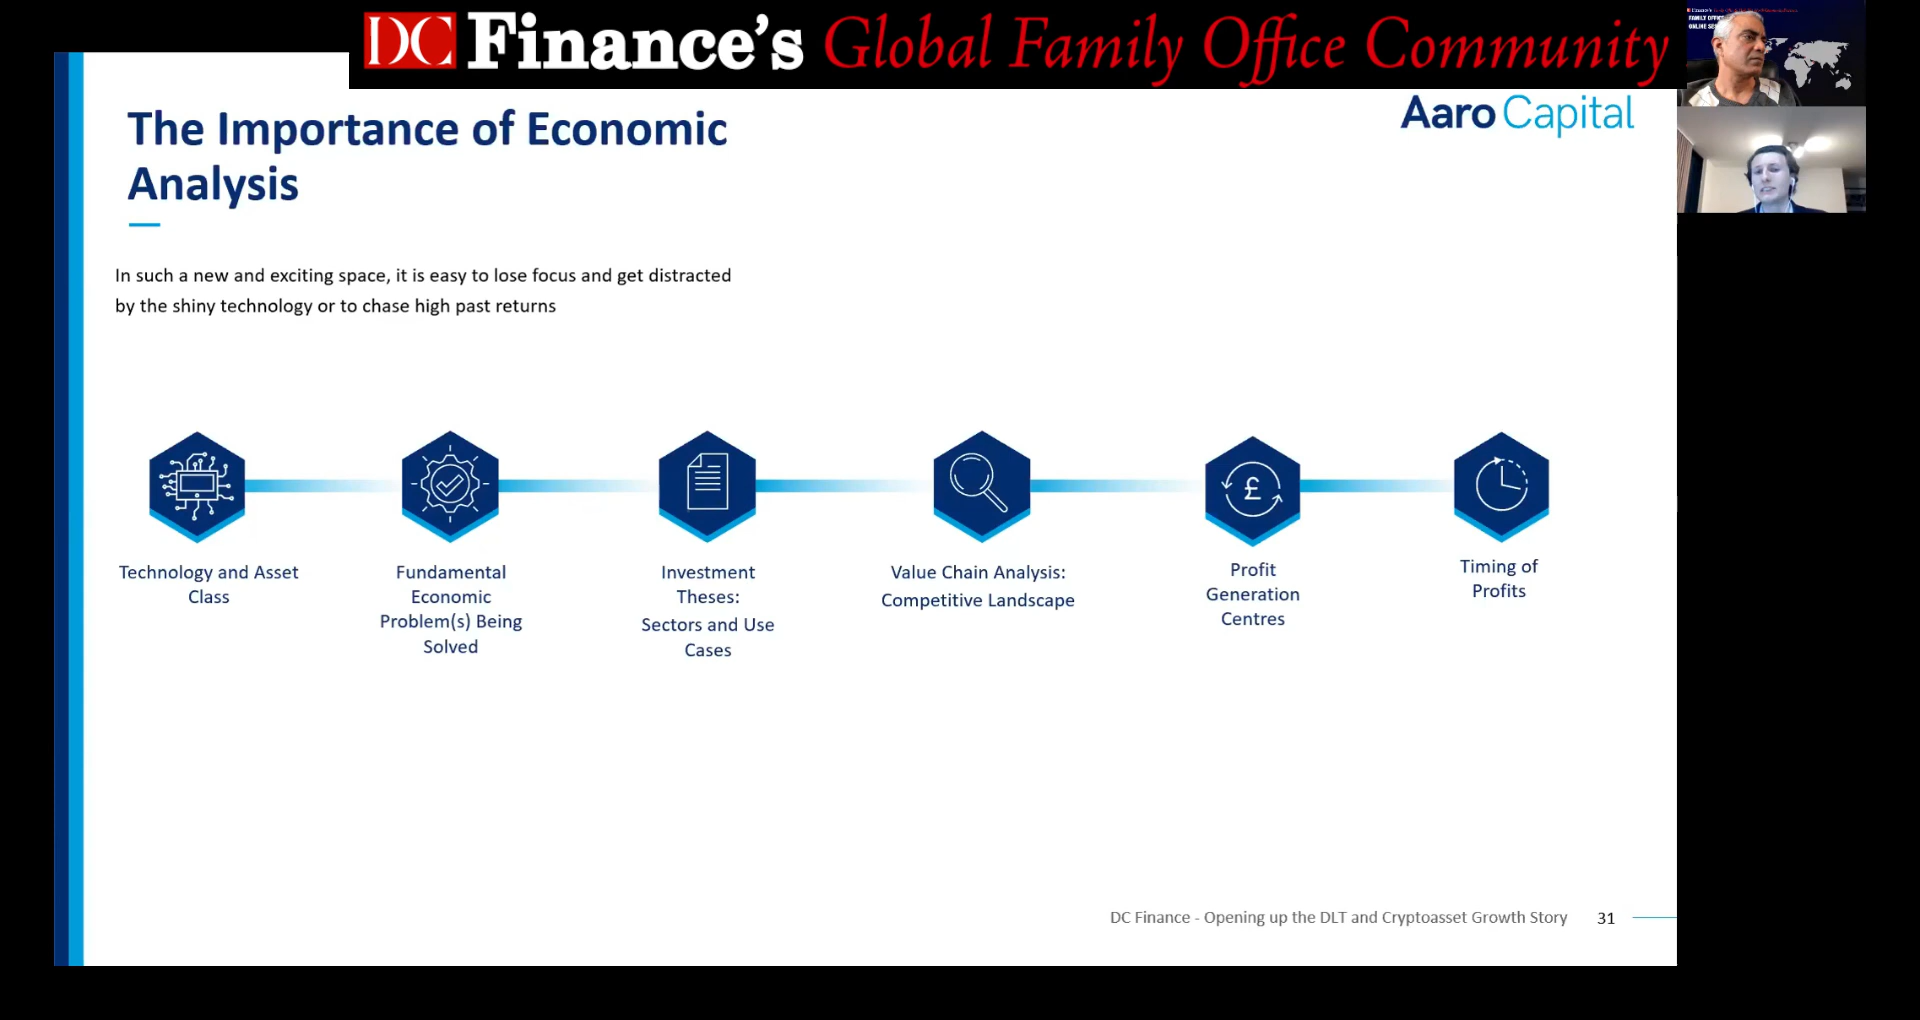 DC Finance's Global Family Office Community
Aaro Capital
The Importance of Economic
Analysis
In such a new and exciting space, it is easy to lose focus and get distracted
by the shiny technology or to chase high past returns
£
Technology and Asset
Class
Fundamental
Economic
Problem(s) Being
Solved
Investment
Theses:
Sectors and Use
Cases
Value Chain Analysis:
Competitive Landscape
Profit
Generation
Centres
Timing of
Profits
DC Finance - Opening up the DLT and Cryptoasset Growth Story 31